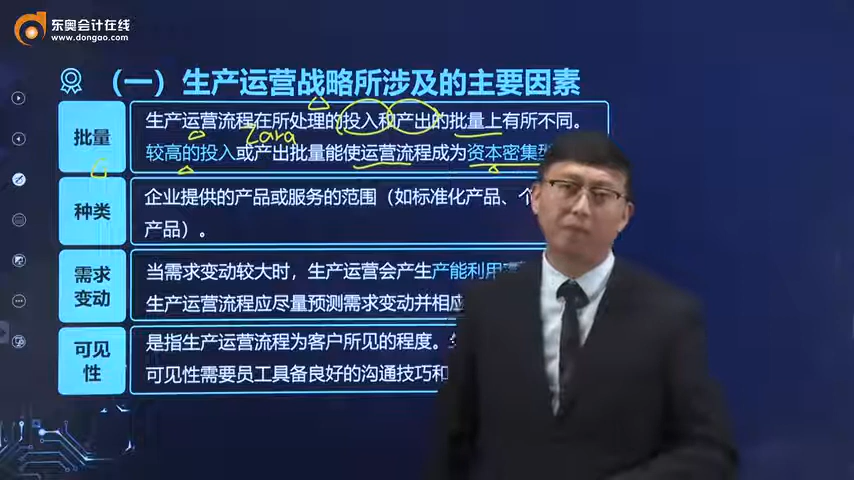 东奥会计在线
www.dongao.com
（一）生产运营战略所涉及的主要因素
批量
生产运营流程在所处理的投入和产出的批量上有所不同。
Zara
较高的投入或产出批量能使运营流程成为资本密集型
种类
企业提供的产品或服务的范围（如标准化产品、个
产品）。
需求
变动
当需求变动较大时，生产运营会产生产能利用
生产运营流程应尽量预测需求变动并相应
可见
性
是指生产运营流程为客户所见的程度。
可见性需要员工具备良好的沟通技巧和